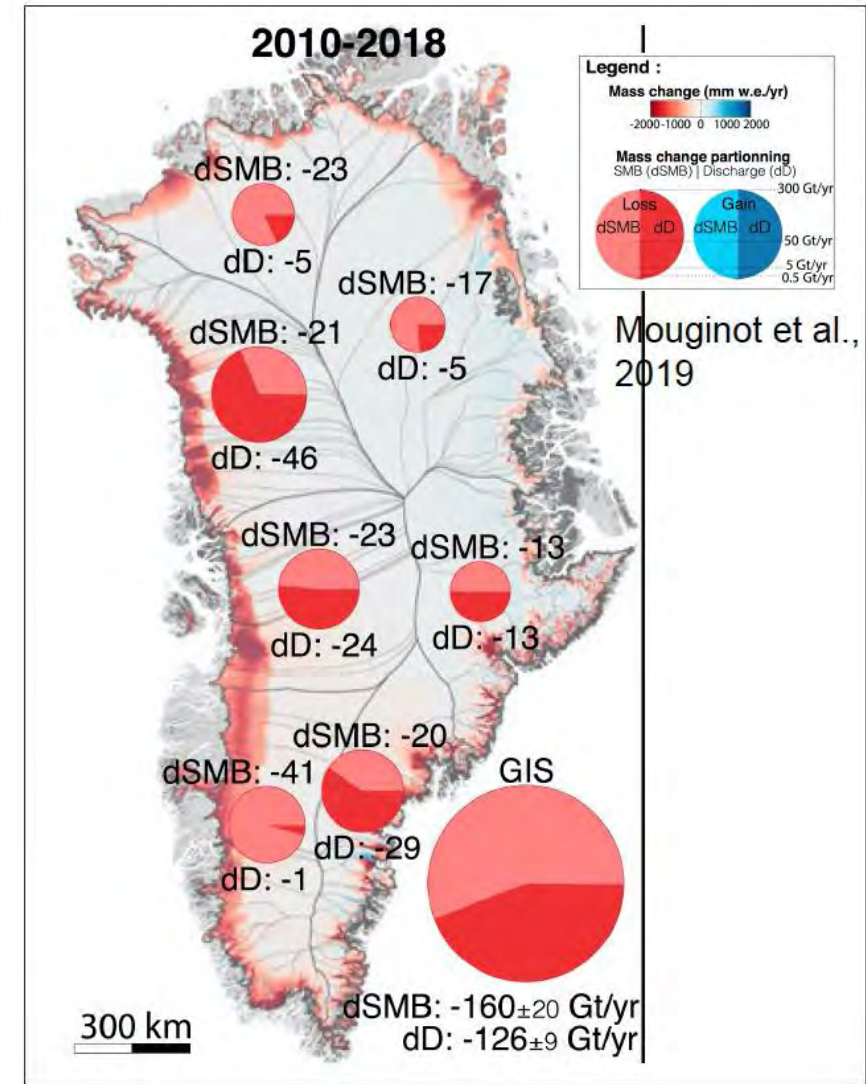 2010-2018
Legend :
Mass change (mm w.e./yr)
-2000-1000 0 1000 2000
Mass change partionning
SMB (dSMB) | Discharge (dD)
300 Gt/yr
Loss
Gain
dSMB dD
dSMB dD
50 Gt/yr
5 Gt/yr
0.5 Gt/yr
Mouginot et al.,
2019
dSMB: -23
dD: -5
dSMB: -17
dD: -5
dSMB: -21
dD: -46
dSMB: -23
dD: -24
dSMB: -13
dD: -13
dSMB: -20
dD: -29
dSMB: -41
dD: -1
GIS
dSMB: -160±20 Gt/yr
dD: -126±9 Gt/yr
300 km